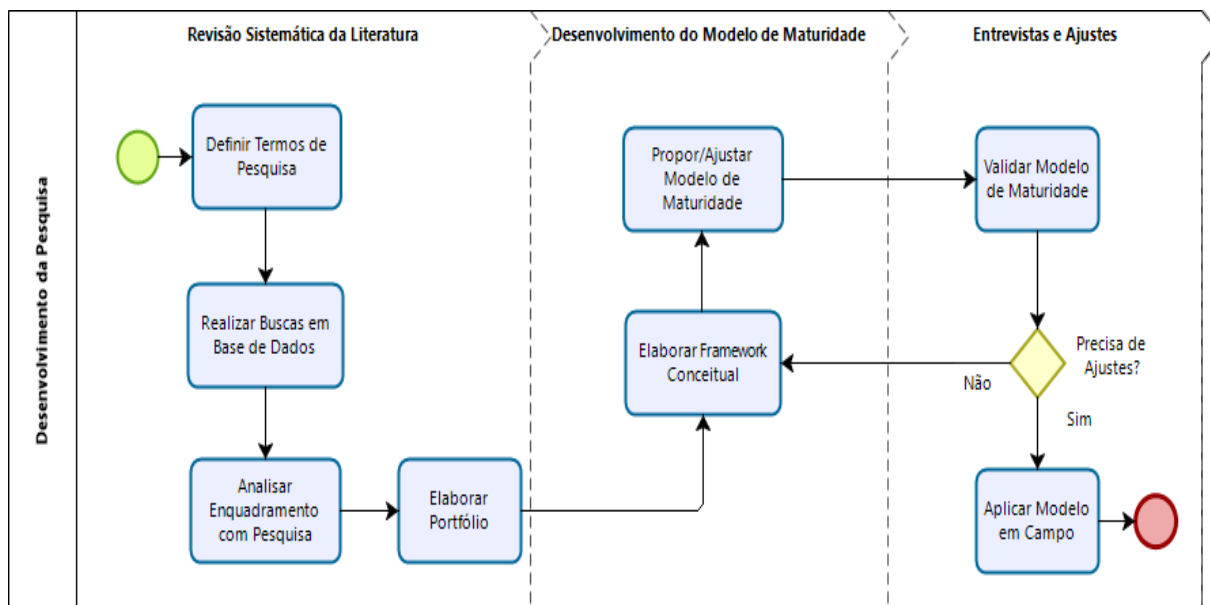 Desenvolvimento da Pesquisa
Revisão Sistemática da Literatura
Desenvolvimento do Modelo de Maturidade
Entrevistas e Ajustes
Definir Termos de
Pesquisa
Realizar Buscas em
Base de Dados
Analisar
Enquadramento
com Pesquisa
Elaborar
Portfólio
Propor/Ajustar
Modelo de
Maturidade
Elaborar Framework
Conceitual
Validar Modelo
de Maturidade
Precisa de
Ajustes?
Não
Sim
Aplicar Modelo
em Campo